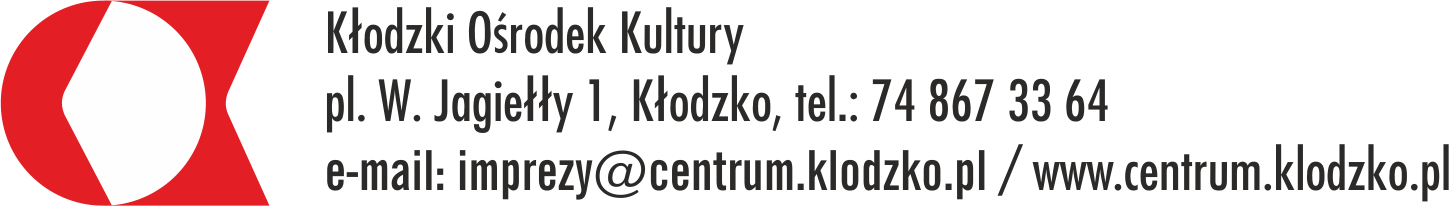 Kłodzki Ośrodek Kultury
pl. W. Jagiełły 1, Kłodzko, tel.: 74 867 33 64
e-mail: imprezy@centrum.klodzko.pl / www.centrum.klodzko.pl